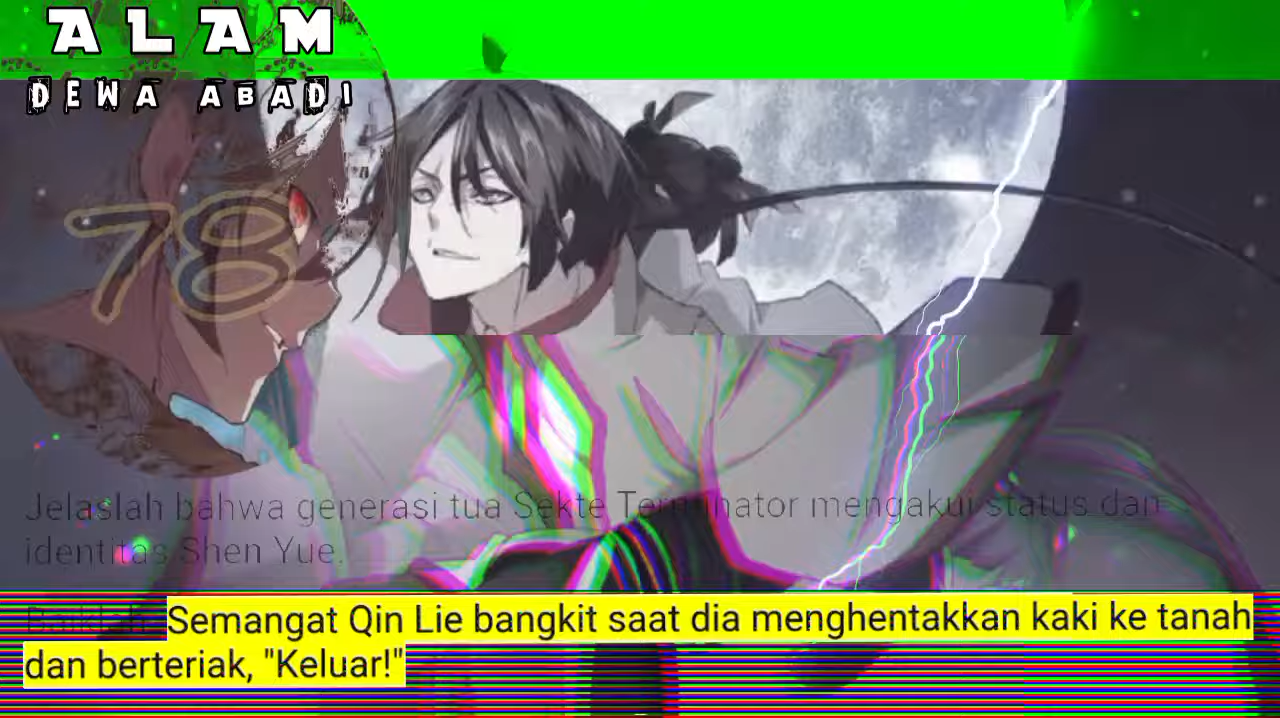 ALAM
DEWA ABADI
78
Jelaslah bahwa generasi tua Sekte Terminator mengakui status dan
identitas Shen Yue.
Semangat Qin Lie bangkit saat dia menghentakkan kaki ke tanah
dan berteriak, "Keluar!"